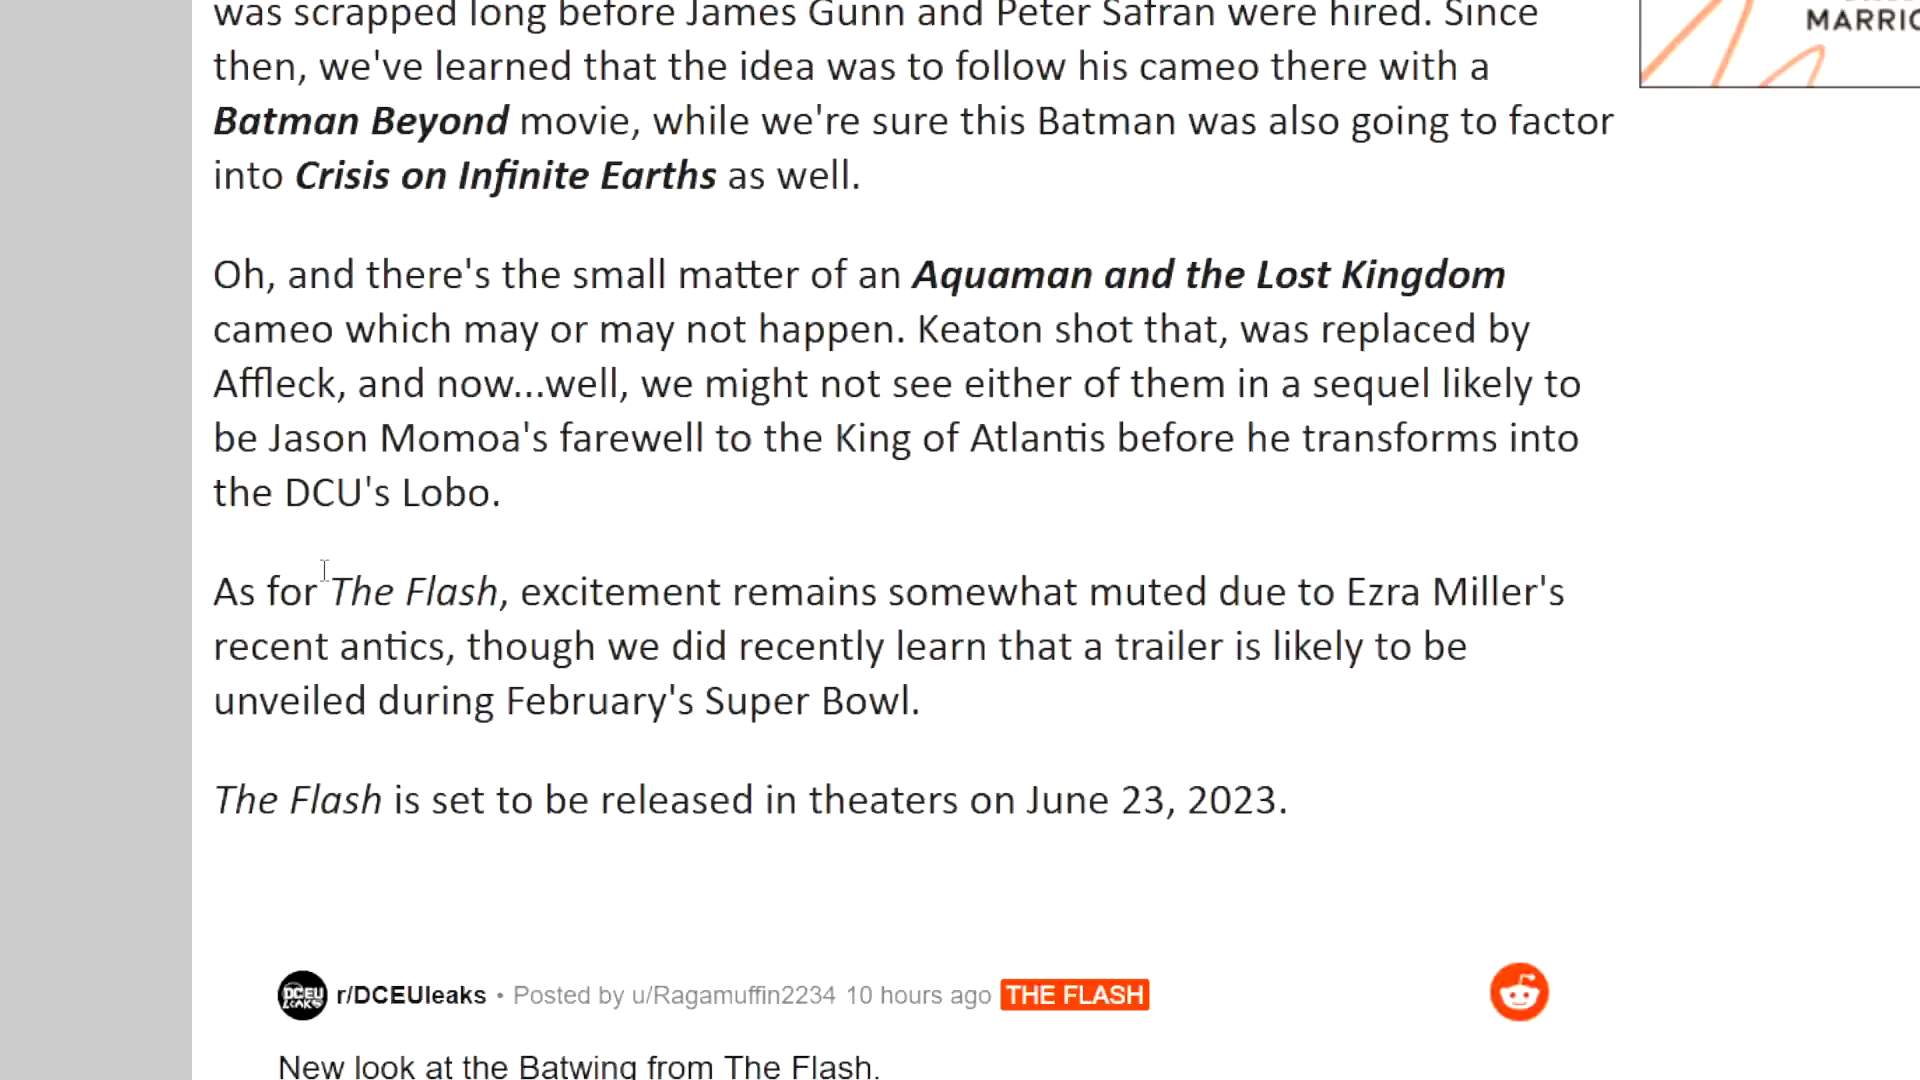 was scrapped long before James Gunn and Peter Safran were hired. Since
then, we've learned that the idea was to follow his cameo there with a
Batman Beyond movie, while we're sure this Batman was also going to factor
into Crisis on Infinite Earths as well.
Oh, and there's the small matter of an Aquaman and the Lost Kingdom
cameo which may or may not happen. Keaton shot that, was replaced by
Affleck, and now...well, we might not see either of them in a sequel likely to
be Jason Momoa's farewell to the King of Atlantis before he transforms into
the DCU's Lobo.
As for The Flash, excitement remains somewhat muted due to Ezra Miller's
recent antics, though we did recently learn that a trailer is likely to be
unveiled during February's Super Bowl.
The Flash is set to be released in theaters on June 23, 2023.
DCEU
LEAKS
r/DCEUleaks • Posted by u/Ragamuffin2234 10 hours ago THE FLASH
New look at the Batwing from The Flash.